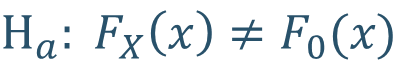 Hₐ: F_X(x) ≠ F₀(x)